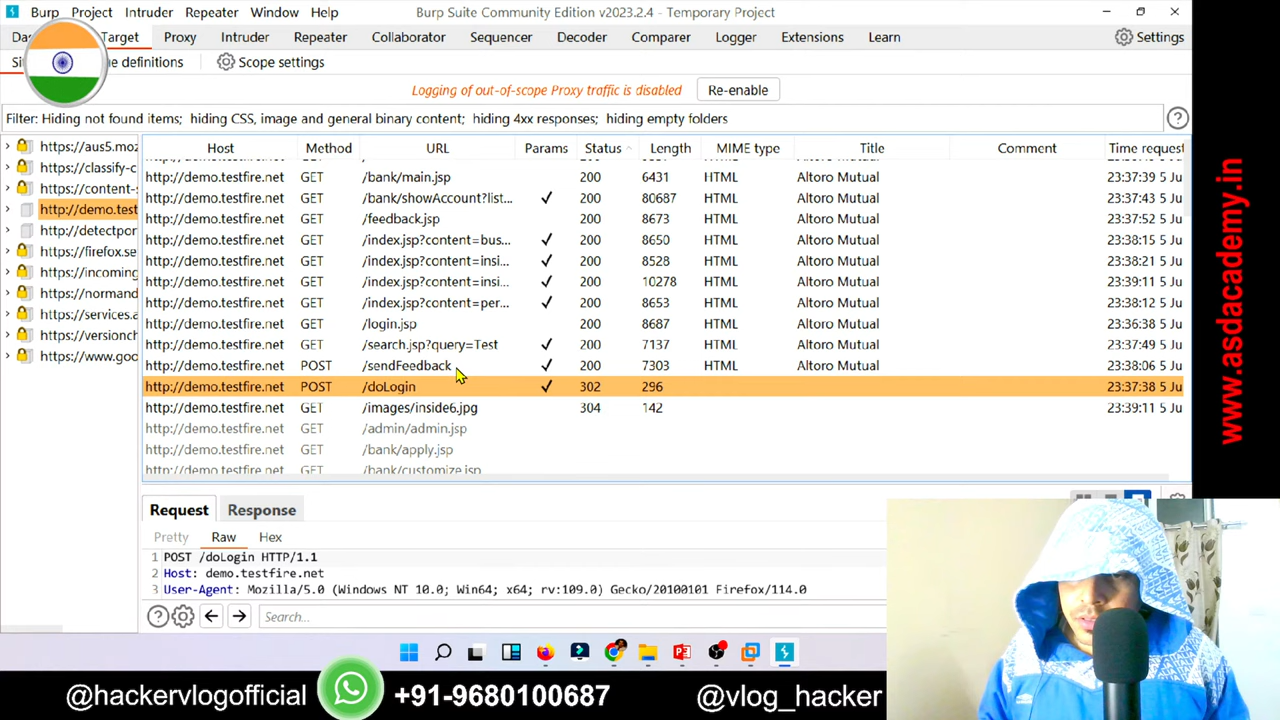 Burp Project Intruder Repeater Window Help
Burp Suite Community Edition v2023.2.4 - Temporary Project
Target Proxy Intruder Repeater Collaborator Sequencer Decoder Comparer Logger Extensions Learn Settings
definitions Scope settings
Logging of out-of-scope Proxy traffic is disabled Re-enable
Filter: Hiding not found items; hiding CSS, image and general binary content; hiding 4xx responses; hiding empty folders
https://aus5.moz
https://classify-c
https://content-s
http://demo.test
http://detectport
https://firefox.se
https://incoming
https://normand
https://services.a
https://versionch
https://www.goo
Host Method URL Params Status Length MIME type Title Comment Time request
http://demo.testfire.net GET /bank/main.jsp 200 6431 HTML Altoro Mutual 23:37:39 5 Ju
http://demo.testfire.net GET /bank/showAccount?list... ✓ 200 80687 HTML Altoro Mutual 23:37:43 5 Ju
http://demo.testfire.net GET /feedback.jsp 200 8673 HTML Altoro Mutual 23:37:52 5 Ju
http://demo.testfire.net GET /index.jsp?content=bus... ✓ 200 8650 HTML Altoro Mutual 23:38:15 5 Ju
http://demo.testfire.net GET /index.jsp?content=insi... ✓ 200 8528 HTML Altoro Mutual 23:38:21 5 Ju
http://demo.testfire.net GET /index.jsp?content=insi... ✓ 200 10278 HTML Altoro Mutual 23:39:11 5 Ju
http://demo.testfire.net GET /index.jsp?content=per... ✓ 200 8653 HTML Altoro Mutual 23:38:12 5 Ju
http://demo.testfire.net GET /login.jsp 200 8687 HTML Altoro Mutual 23:36:38 5 Ju
http://demo.testfire.net GET /search.jsp?query=Test ✓ 200 7137 HTML Altoro Mutual 23:37:49 5 Ju
http://demo.testfire.net POST /sendFeedback ✓ 200 7303 HTML Altoro Mutual 23:38:06 5 Ju
http://demo.testfire.net POST /doLogin ✓ 302 296 23:37:38 5 Ju
http://demo.testfire.net GET /images/inside6.jpg 304 142 23:39:11 5 Ju
http://demo.testfire.net GET /admin/admin.jsp
http://demo.testfire.net GET /bank/apply.jsp
http://demo.testfire.net GET /bank/customize.jsp
Request Response
Pretty Raw Hex
1 POST /doLogin HTTP/1.1
2 Host: demo.testfire.net
3 User-Agent: Mozilla/5.0 (Windows NT 10.0; Win64; x64; rv:109.0) Gecko/20100101 Firefox/114.0
Search...
www.asdacademy.in
@hackervlogofficial +91-9680100687 @vlog_hacker